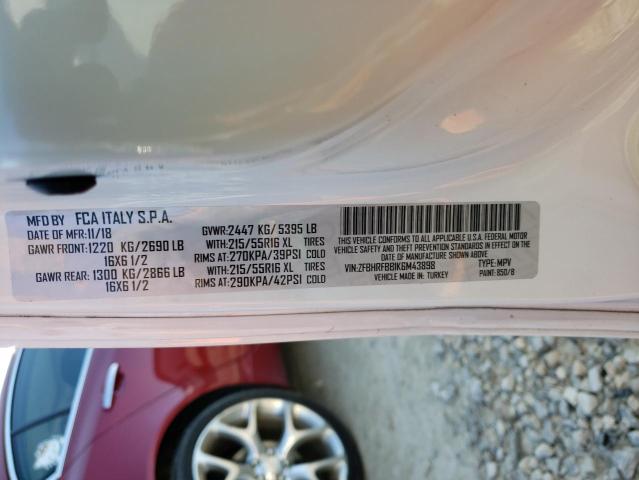 MFD BY FCA ITALY S.P.A.
DATE OF MFR:11/18
GAWR FRONT:1220 KG/2690 LB
16X6 1/2
GAWR REAR:1300 KG/2866 LB
16X6 1/2
GVWR:2447 KG/5395 LB
WITH:215/55R16 XL TIRES
RIMS AT:270KPA/39PSI COLD
WITH:215/55R16 XL TIRES
RIMS AT:290KPA/42PSI COLD
THIS VEHICLE CONFORMS TO ALL APPLICABLE U.S.A. FEDERAL MOTOR
VEHICLE SAFETY AND THEFT PREVENTION STANDARDS IN EFFECT ON THE
DATE OF MANUFACTURE SHOWN ABOVE.
VIN:ZFBHRFBB1K6M43898 TYPE:MPV
VEHICLE MADE IN: TURKEY PAINT:850/B